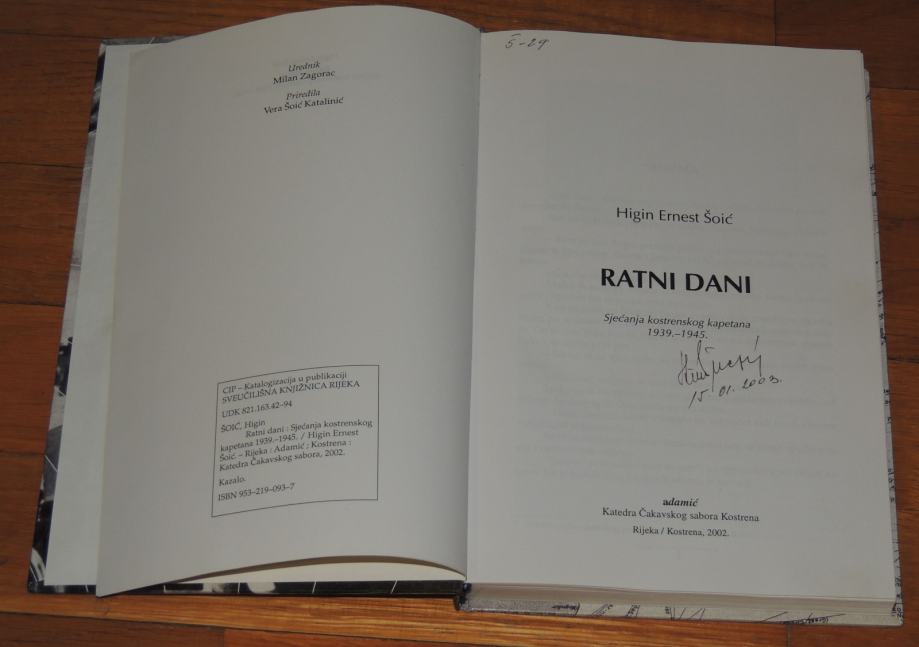 Urednik
Milan Zagorac
Priredila
Vera Šoić Katalinić
CIP – Katalogizacija u publikaciji
SVEUČILIŠNA KNJIŽNICA RIJEKA
UDK 821.163.42–94
ŠOIĆ, Higin
Ratni dani : Sjećanja kostrenskog
kapetana 1939.–1945. / Higin Ernest
Šoić. – Rijeka : Adamić ; Kostrena :
Katedra Čakavskog sabora, 2002.
Kazalo.
ISBN 953–219–093–7
Š-29
Higin Ernest Šoić
RATNI DANI
Sjećanja kostrenskog kapetana
1939.–1945.
15.01.2003.
adamić
Katedra Čakavskog sabora Kostrena
Rijeka / Kostrena, 2002.